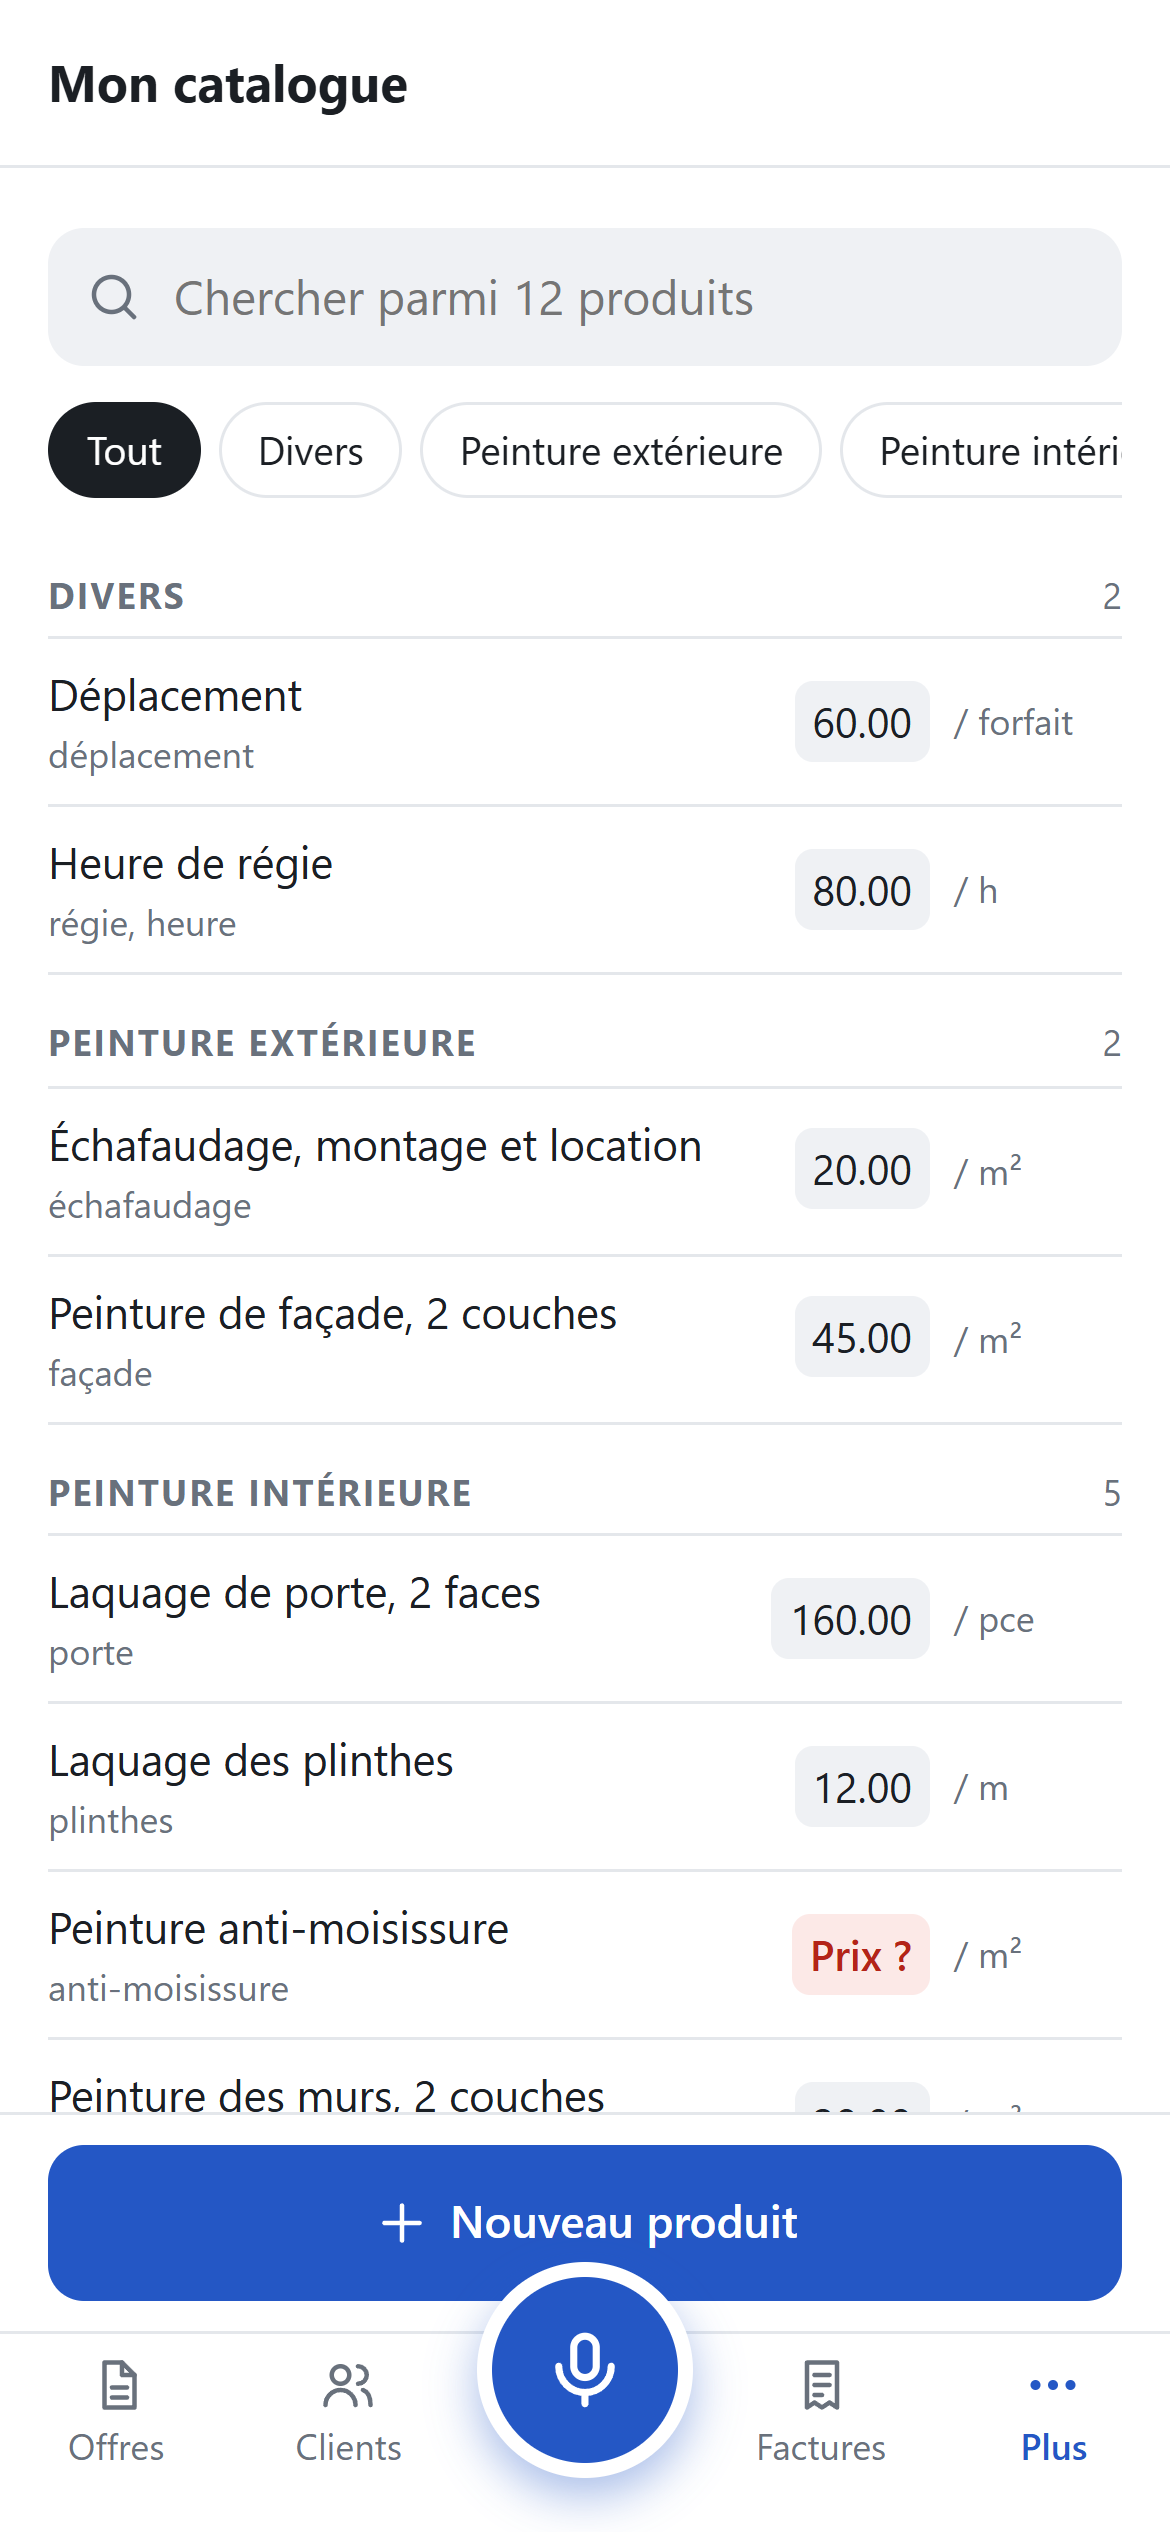 Mon catalogue
Chercher parmi 12 produits
Tout Divers Peinture extérieure Peinture intéri
DIVERS 2
Déplacement 60.00 / forfait
déplacement
Heure de régie 80.00 / h
régie, heure
PEINTURE EXTÉRIEURE 2
Échafaudage, montage et location 20.00 / m²
échafaudage
Peinture de façade, 2 couches 45.00 / m²
façade
PEINTURE INTÉRIEURE 5
Laquage de porte, 2 faces 160.00 / pce
porte
Laquage des plinthes 12.00 / m
plinthes
Peinture anti-moisissure Prix ? / m²
anti-moisissure
Peinture des murs, 2 couches
Nouveau produit
Offres Clients Factures Plus